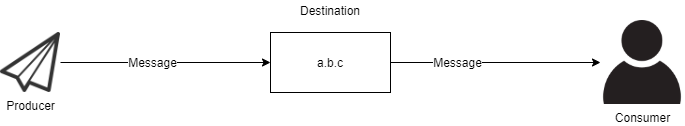 Destination
Message
a.b.c
Message
Producer
Consumer